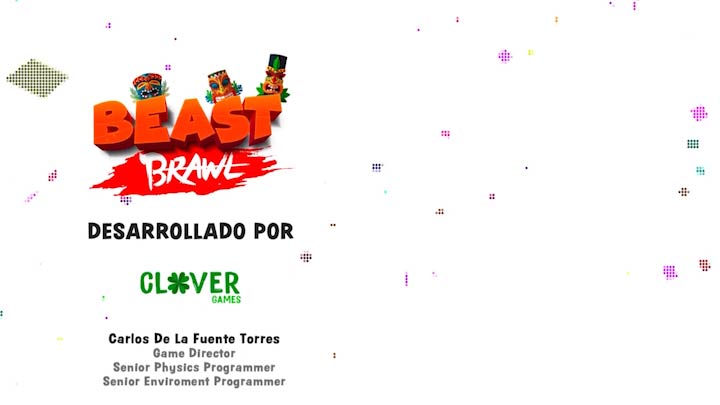 BEAST
BRAWL
DESARROLLADO POR
CLOVER
GAMES
Carlos De La Fuente Torres
Game Director
Senior Physics Programmer
Senior Enviroment Programmer